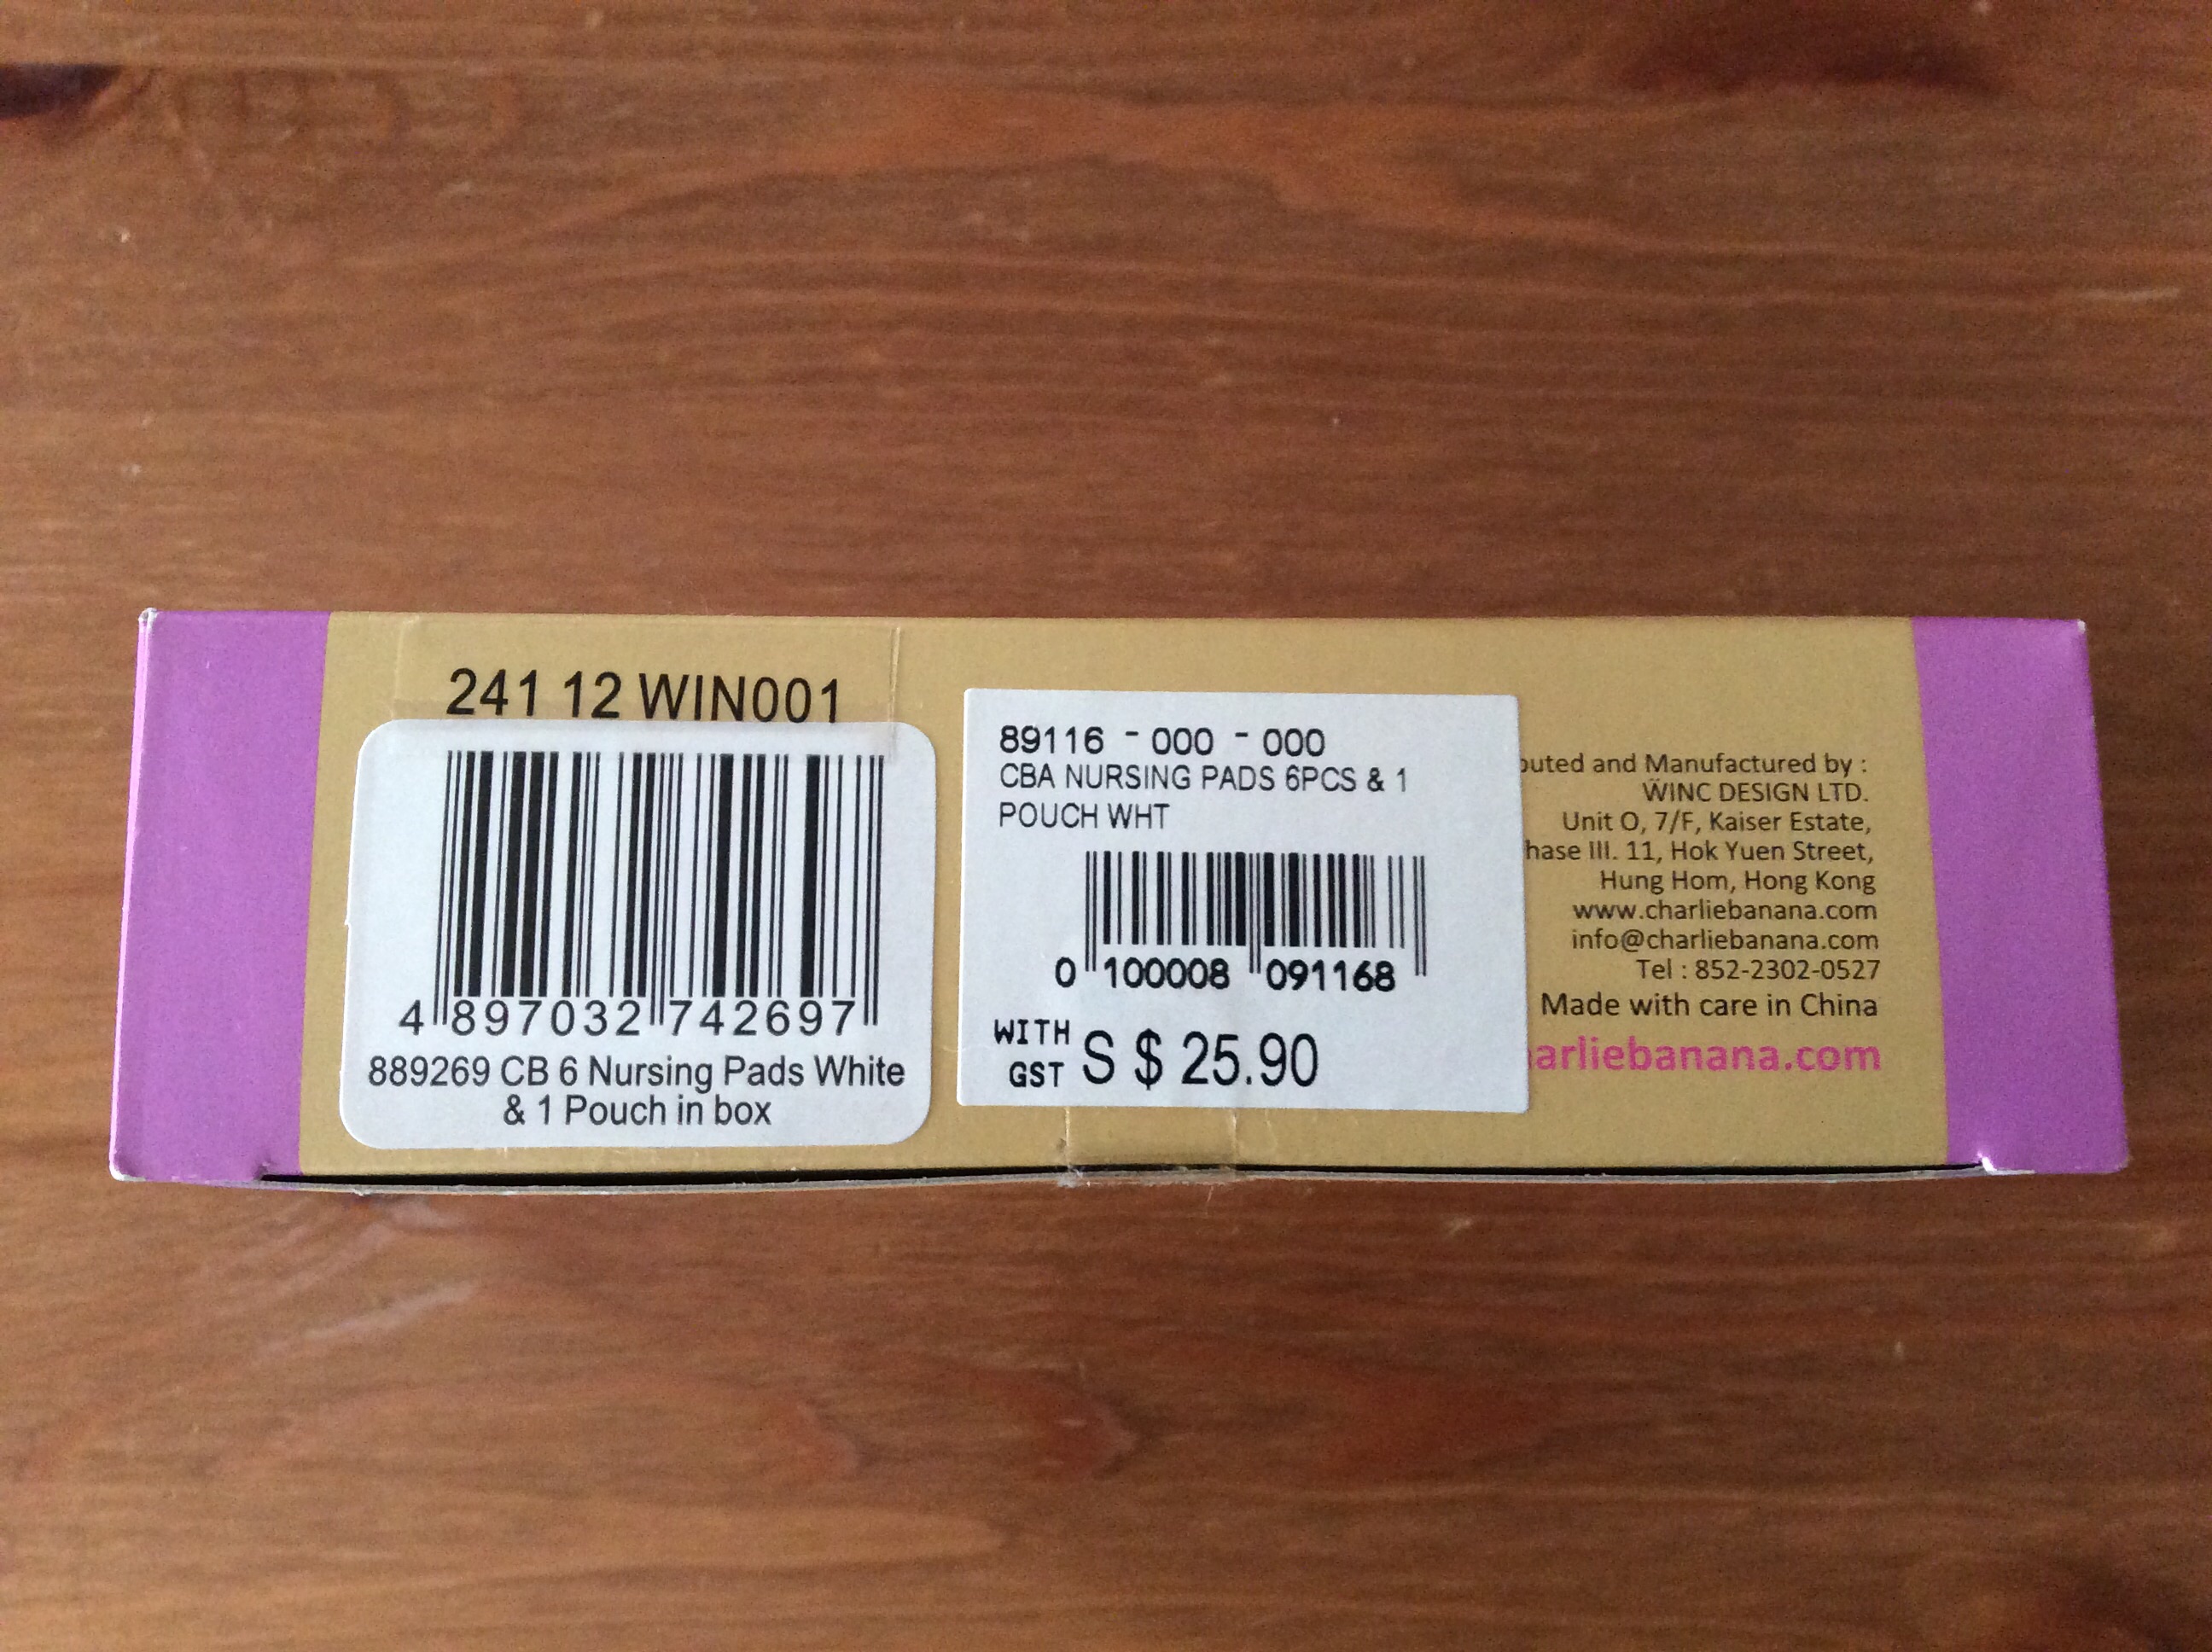 241 12 WIN001
4 897032 742697
889269 CB 6 Nursing Pads White
& 1 Pouch in box
89116 - 000 - 000
CBA NURSING PADS 6PCS & 1
POUCH WHT
0 100008 091168
WITH GST S $ 25.90
and Manufactured by :
WINC DESIGN LTD.
Unit O, 7/F, Kaiser Estate,
III. 11, Hok Yuen Street,
Hung Hom, Hong Kong
www.charliebanana.com
info@charliebanana.com
Tel : 852-2302-0527
Made with care in China
arliebanana.com